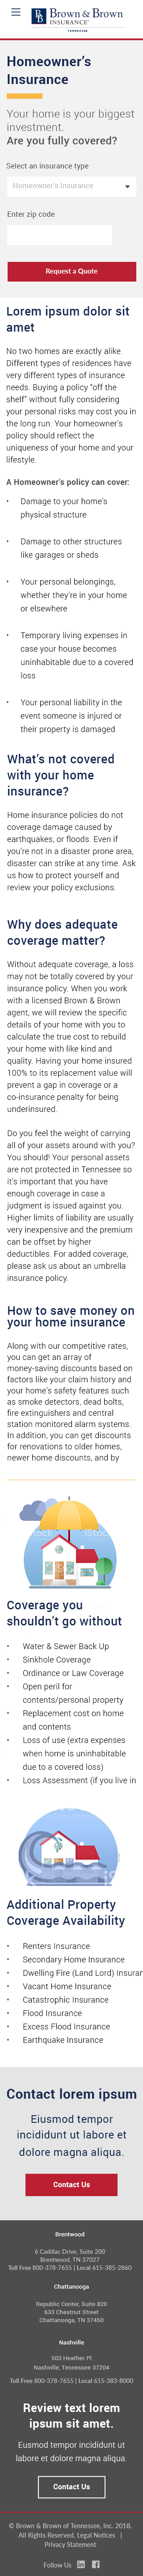 Brown & Brown
INSURANCE
TENNESSEE
Homeowner's
Insurance
Your home is your biggest
investment.
Are you fully covered?
Select an insurance type
Homeowner's Insurance
Enter zip code
Request a Quote
Lorem ipsum dolor sit
amet
No two homes are exactly alike.
Different types of residences have
very different types of insurance
needs. Buying a policy "off the
shelf" without fully considering
your personal risks may cost you in
the long run. Your homeowner's
policy should reflect the
uniqueness of your home and your
lifestyle.
A Homeowner's policy can cover:
• Damage to your home's
physical structure
• Damage to other structures
like garages or sheds
• Your personal belongings,
whether they're in your home
or elsewhere
• Temporary living expenses in
case your house becomes
uninhabitable due to a covered
loss
• Your personal liability in the
event someone is injured or
their property is damaged
What's not covered
with your home
insurance?
Home insurance policies do not
coverage damage caused by
earthquakes, or floods. Even if
you're not in a disaster prone area,
disaster can strike at any time. Ask
us how to protect yourself and
review your policy exclusions.
Why does adequate
coverage matter?
Without adequate coverage, a loss
may not be totally covered by your
insurance policy. When you work
with a licensed Brown & Brown
agent, we will review the specific
details of your home with you to
calculate the true cost to rebuild
your home with like kind and
quality. Having your home insured
100% to its replacement value will
prevent a gap in coverage or a
co-insurance penalty for being
underinsured.
Do you feel the weight of carrying
all of your assets around with you?
You should! Your personal assets
are not protected in Tennessee so
it's important that you have
enough coverage in case a
judgment is issued against you.
Higher limits of liability are usually
very inexpensive and the premium
can be offset by higher
deductibles. For added coverage,
please ask us about an umbrella
insurance policy.
How to save money on
your home insurance
Along with our competitive rates,
you can get an array of
money-saving discounts based on
factors like your claim history and
your home's safety features such
as smoke detectors, dead bolts,
fire extinguishers and central
station monitored alarm systems.
In addition, you can get discounts
for renovations to older homes,
newer home discounts, and by
iStock
Coverage you
shouldn't go without
• Water & Sewer Back Up
• Sinkhole Coverage
• Ordinance or Law Coverage
• Open peril for
contents/personal property
• Replacement cost on home
and contents
• Loss of use (extra expenses
when home is uninhabitable
due to a covered loss)
• Loss Assessment (if you live in
Additional Property
Coverage Availability
• Renters Insurance
• Secondary Home Insurance
• Dwelling Fire (Land Lord) Insuran
• Vacant Home Insurance
• Catastrophic Insurance
• Flood Insurance
• Excess Flood Insurance
• Earthquake Insurance
Contact lorem ipsum
Eiusmod tempor
incididunt ut labore et
dolore magna aliqua.
Contact Us
Brentwood
6 Cadillac Drive, Suite 200
Brentwood, TN 37027
Toll Free 800-378-7655 | Local 615-385-2860
Chattanooga
Republic Center, Suite 820
633 Chestnut Street
Chattanooga, TN 37450
Nashville
503 Heather Pl
Nashville, Tennessee 37204
Toll Free 800-378-7655 | Local 615-383-8000
Review text lorem
ipsum sit amet.
Eusmod tempor incididunt ut
labore et dolore magna aliqua.
Contact Us
© Brown & Brown of Tennessee, Inc. 2018.
All Rights Reserved. Legal Notices |
Privacy Statement
Follow Us